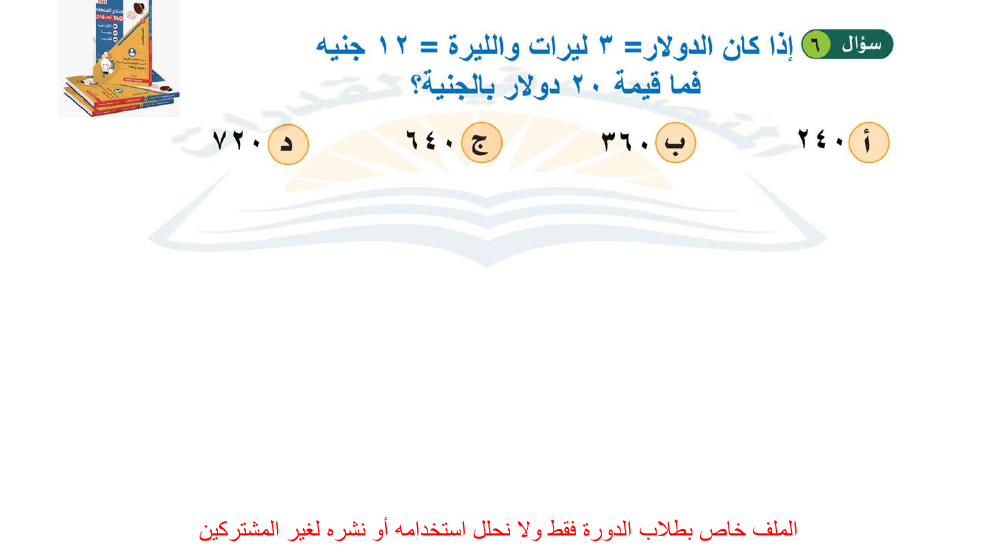 سؤال ٦ إذا كان الدولار= ٣ ليرات والليرة = ١٢ جنيه
فما قيمة ٢٠ دولار بالجنية؟
أ ٢٤٠ ب ٣٦٠ ج ٦٤٠ د ٧٢٠
الملف خاص بطلاب الدورة فقط ولا نحلل استخدامه أو نشره لغير المشتركين